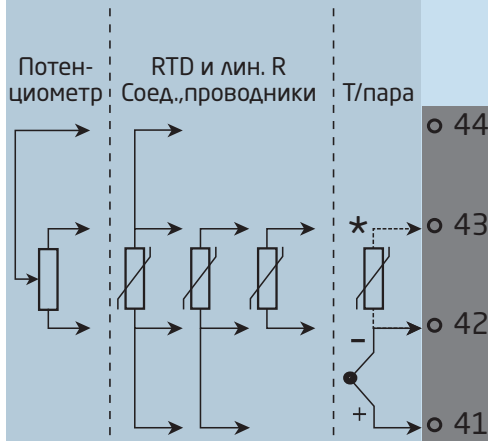 Потен-
циометр
RTD и лин. R
Соед.,проводники
Т/пара
44
*
43
42
–
+
41